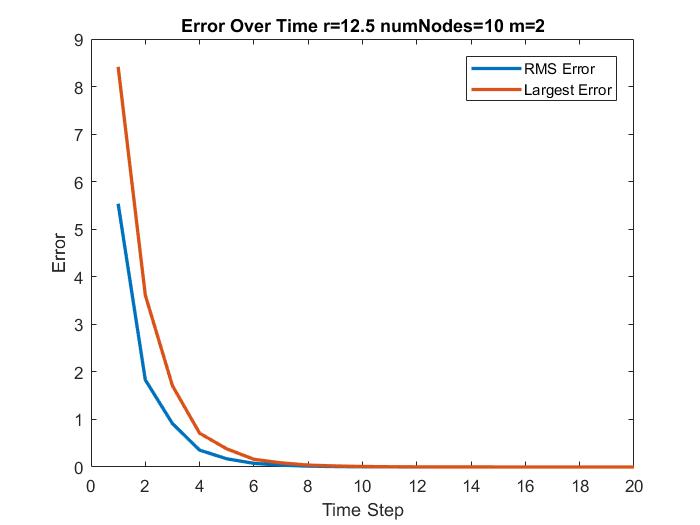 Error Over Time r=12.5 numNodes=10 m=2
RMS Error
Largest Error
9
8
7
6
5
4
3
2
1
0
Error
0 2 4 6 8 10 12 14 16 18 20
Time Step